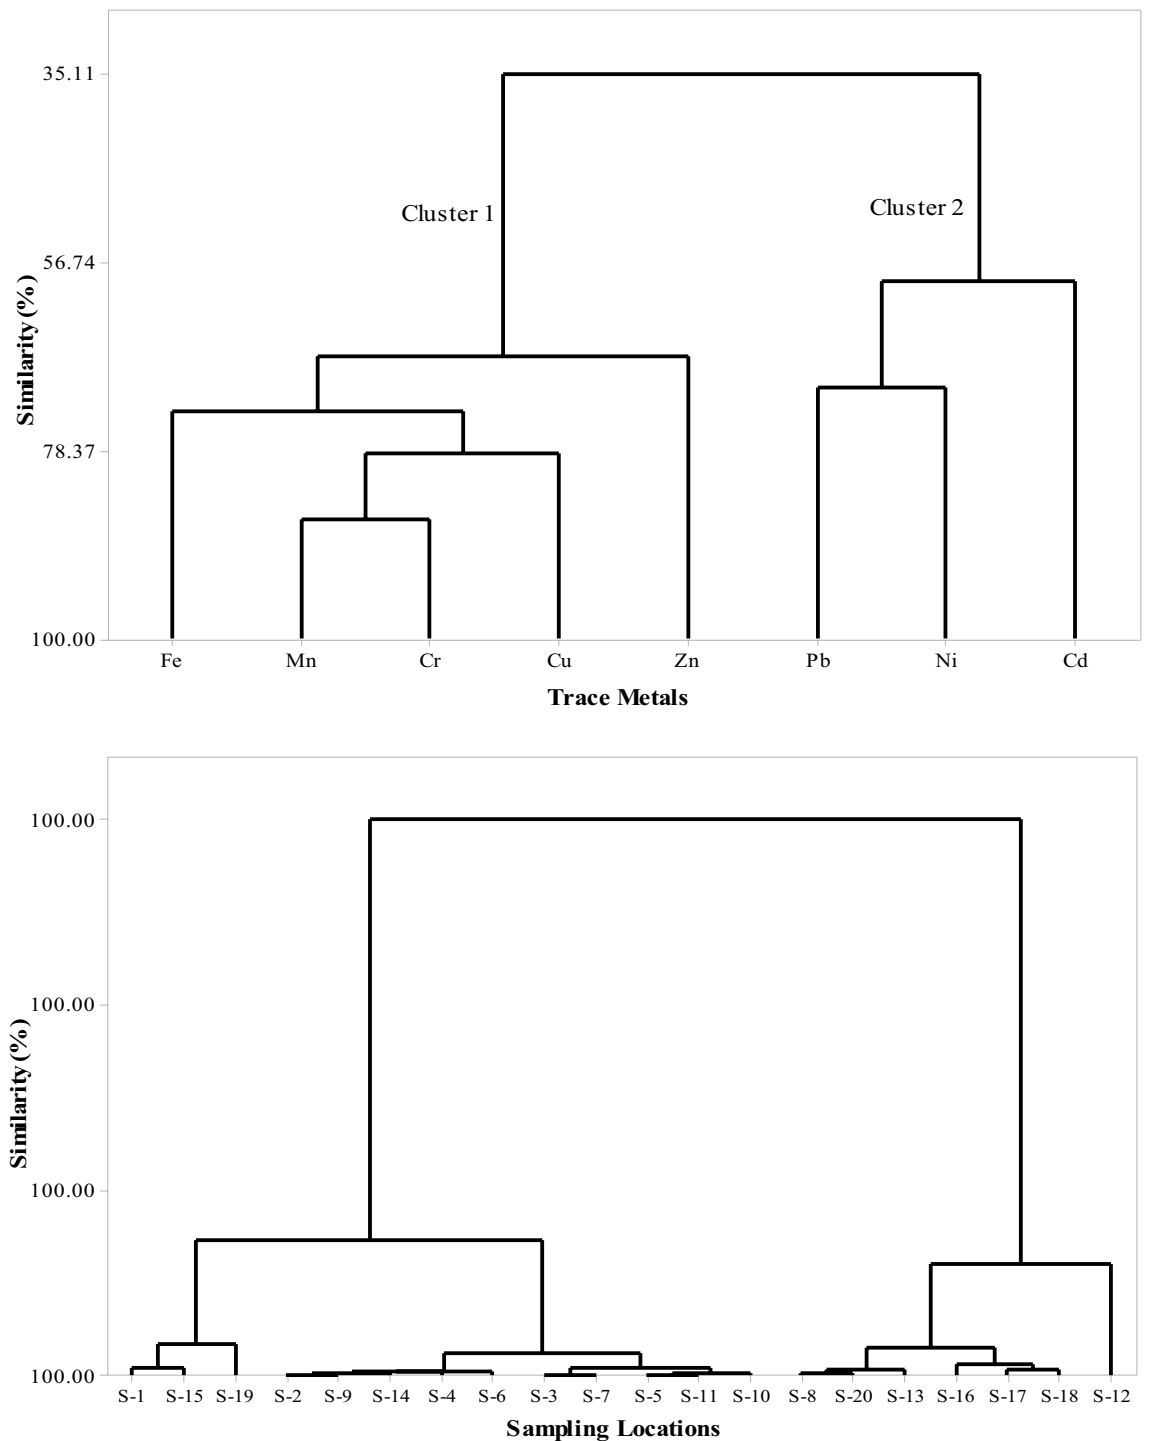 35.11
Cluster 1
Cluster 2
56.74
Similarity (%)
78.37
100.00
Fe Mn Cr Cu Zn Pb Ni Cd
Trace Metals
100.00
100.00
Similarity (%)
100.00
100.00
S-1 S-15 S-19 S-2 S-9 S-14 S-4 S-6 S-3 S-7 S-5 S-11 S-10 S-8 S-20 S-13 S-16 S-17 S-18 S-12
Sampling Locations